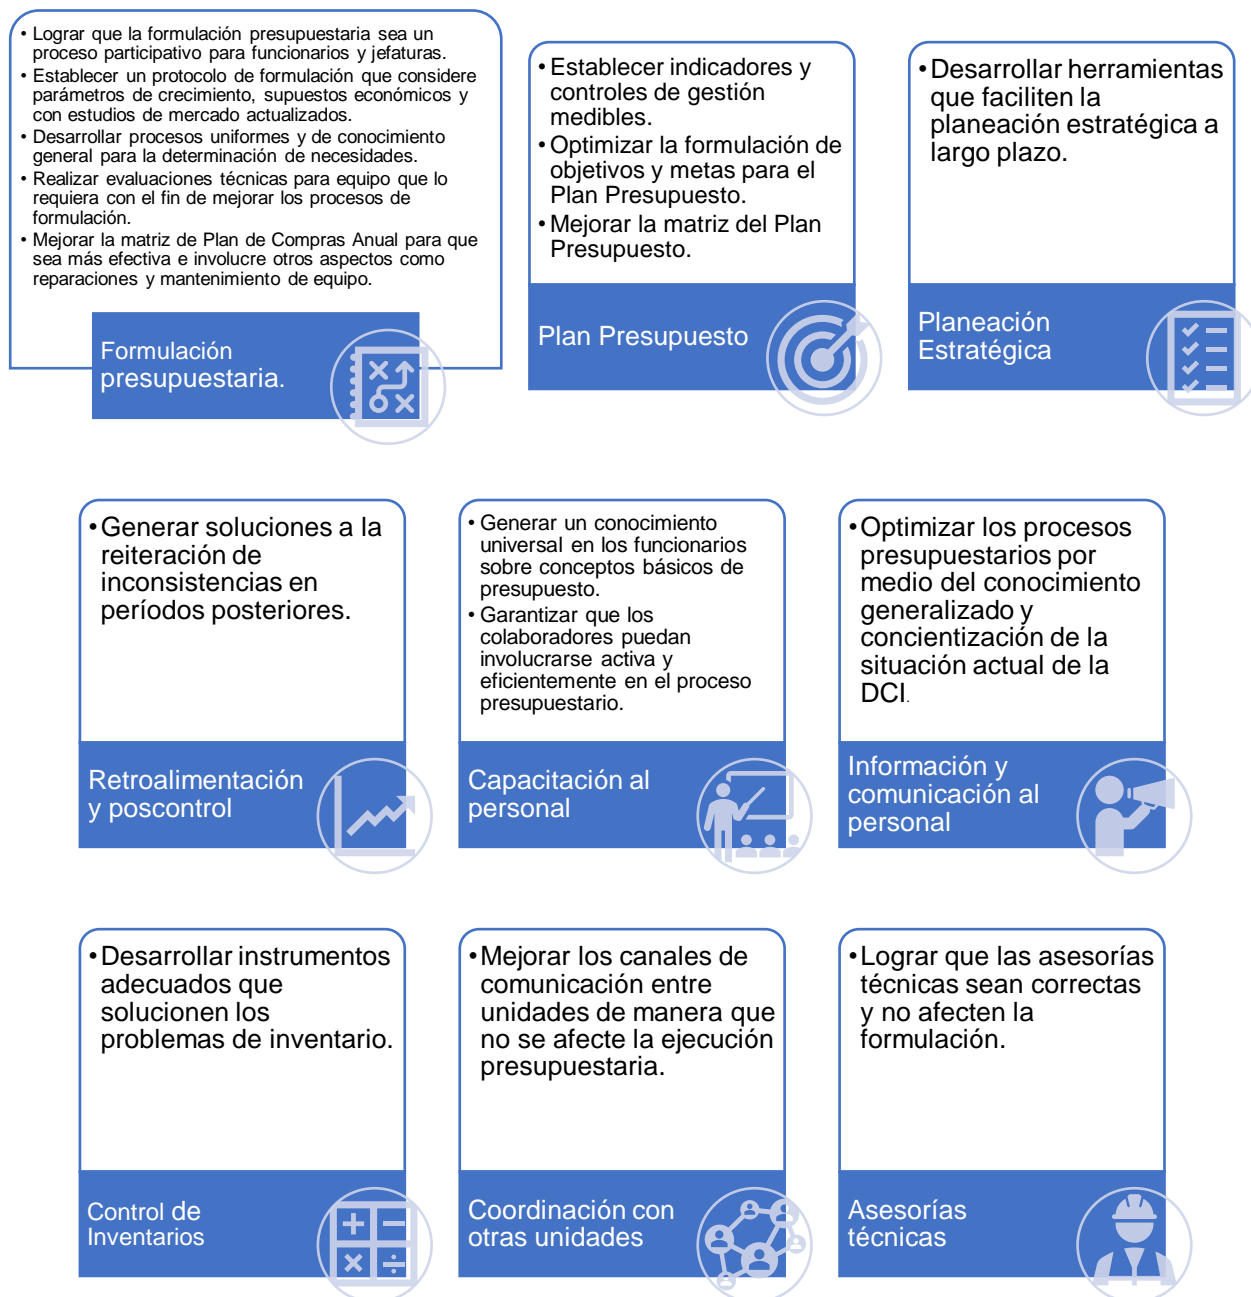 • Lograr que la formulación presupuestaria sea un
proceso participativo para funcionarios y jefaturas.
• Establecer un protocolo de formulación que considere
parámetros de crecimiento, supuestos económicos y
con estudios de mercado actualizados.
• Desarrollar procesos uniformes y de conocimiento
general para la determinación de necesidades.
• Realizar evaluaciones técnicas para equipo que lo
requiera con el fin de mejorar los procesos de
formulación.
• Mejorar la matriz de Plan de Compras Anual para que
sea más efectiva e involucre otros aspectos como
reparaciones y mantenimiento de equipo.
Formulación
presupuestaria.
• Establecer indicadores y
controles de gestión
medibles.
• Optimizar la formulación de
objetivos y metas para el
Plan Presupuesto.
• Mejorar la matriz del Plan
Presupuesto.
Plan Presupuesto
• Desarrollar herramientas
que faciliten la
planeación estratégica a
largo plazo.
Planeación
Estratégica
• Generar soluciones a la
reiteración de
inconsistencias en
períodos posteriores.
Retroalimentación
y poscontrol
• Generar un conocimiento
universal en los funcionarios
sobre conceptos básicos de
presupuesto.
• Garantizar que los
colaboradores puedan
involucrarse activa y
eficientemente en el proceso
presupuestario.
Capacitación al
personal
• Optimizar los procesos
presupuestarios por
medio del conocimiento
generalizado y
concientización de la
situación actual de la
DCI.
Información y
comunicación al
personal
• Desarrollar instrumentos
adecuados que
solucionen los
problemas de inventario.
Control de
Inventarios
• Mejorar los canales de
comunicación entre
unidades de manera que
no se afecte la ejecución
presupuestaria.
Coordinación con
otras unidades
• Lograr que las asesorías
técnicas sean correctas
y no afecten la
formulación.
Asesorías
técnicas